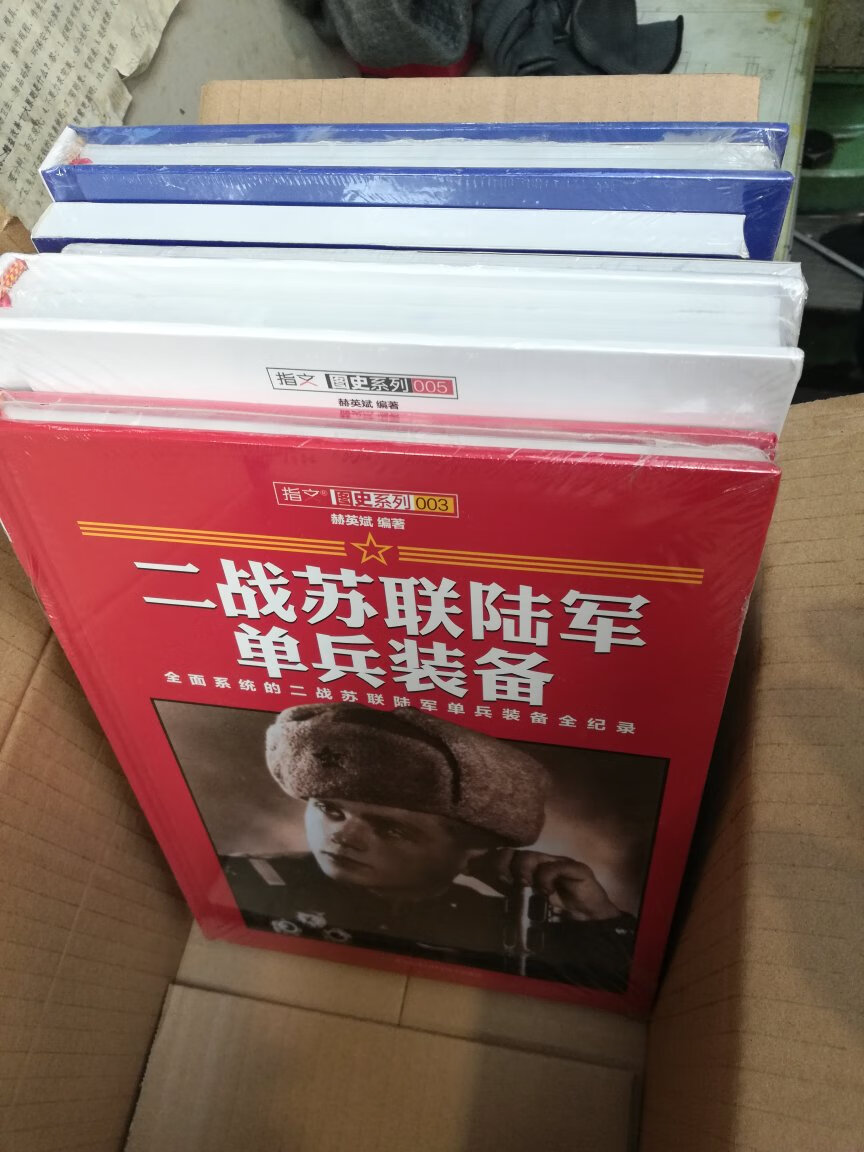 指文 图史系列 005
赫英斌 编著
指文® 图史系列 003
赫英斌 编著
二战苏联陆军
单兵装备
全面系统的二战苏联陆军单兵装备全纪录